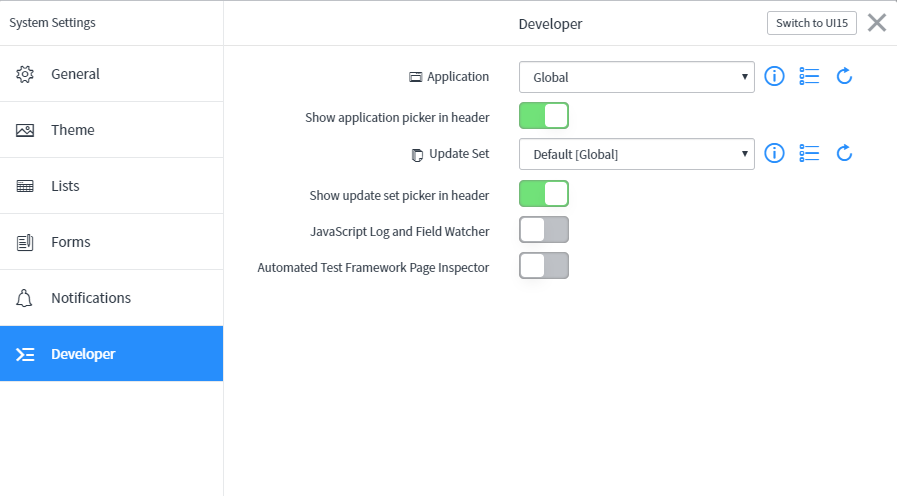 System Settings
Developer
Switch to UI15
General
Theme
Lists
Forms
Notifications
Developer
Application
Global
Show application picker in header
Update Set
Default [Global]
Show update set picker in header
JavaScript Log and Field Watcher
Automated Test Framework Page Inspector